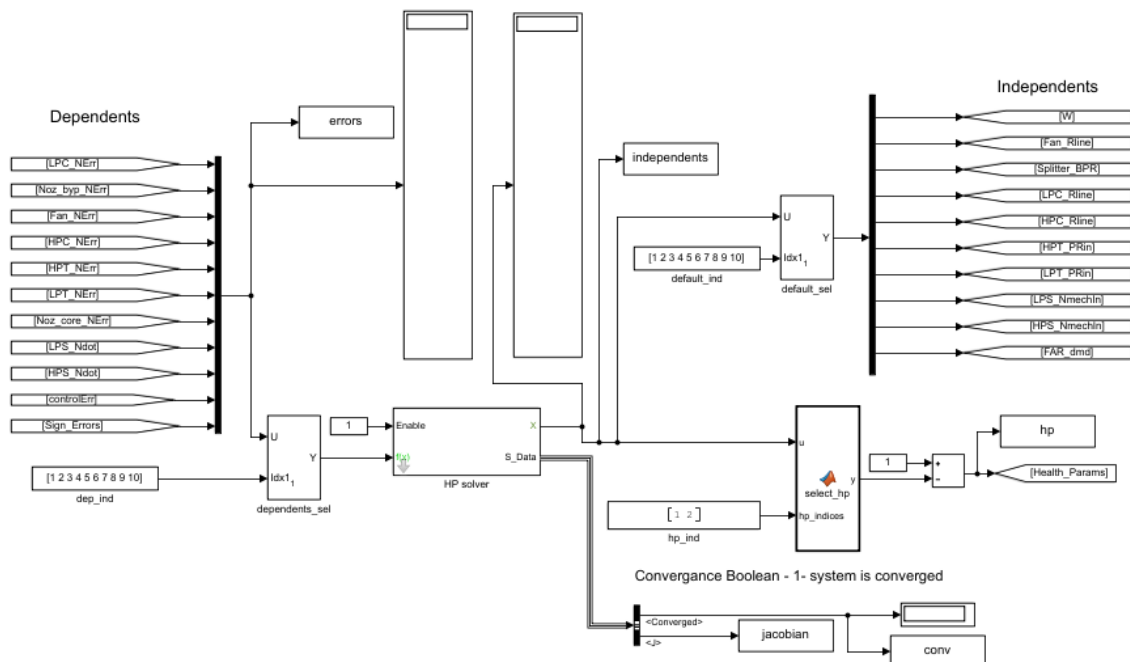 Dependents
[LPC_NErr]
[Noz_byp_NErr]
[Fan_NErr]
[HPC_NErr]
[HPT_NErr]
[LPT_NErr]
[Noz_core_NErr]
[LPS_Ndot]
[HPS_Ndot]
[controlErr]
[Sign_Errors]
errors
[1 2 3 4 5 6 7 8 9 10]
dep_ind
U
Y
Idx1 1
dependents_sel
1
Enable
f(x)
X
S_Data
HP solver
independents
[1 2 3 4 5 6 7 8 9 10]
default_ind
U
Y
Idx1 1
default_sel
Independents
[W]
[Fan_Rline]
[Splitter_BPR]
[LPC_Rline]
[HPC_Rline]
[HPT_PRin]
[LPT_PRin]
[LPS_NmechIn]
[HPS_NmechIn]
[FAR_dmd]
[ 1 2 ]
hp_ind
u
y
select_hp
hp_indices
1
+
−
hp
[Health_Params]
Convergance Boolean - 1- system is converged
<Converged>
<J>
jacobian
conv